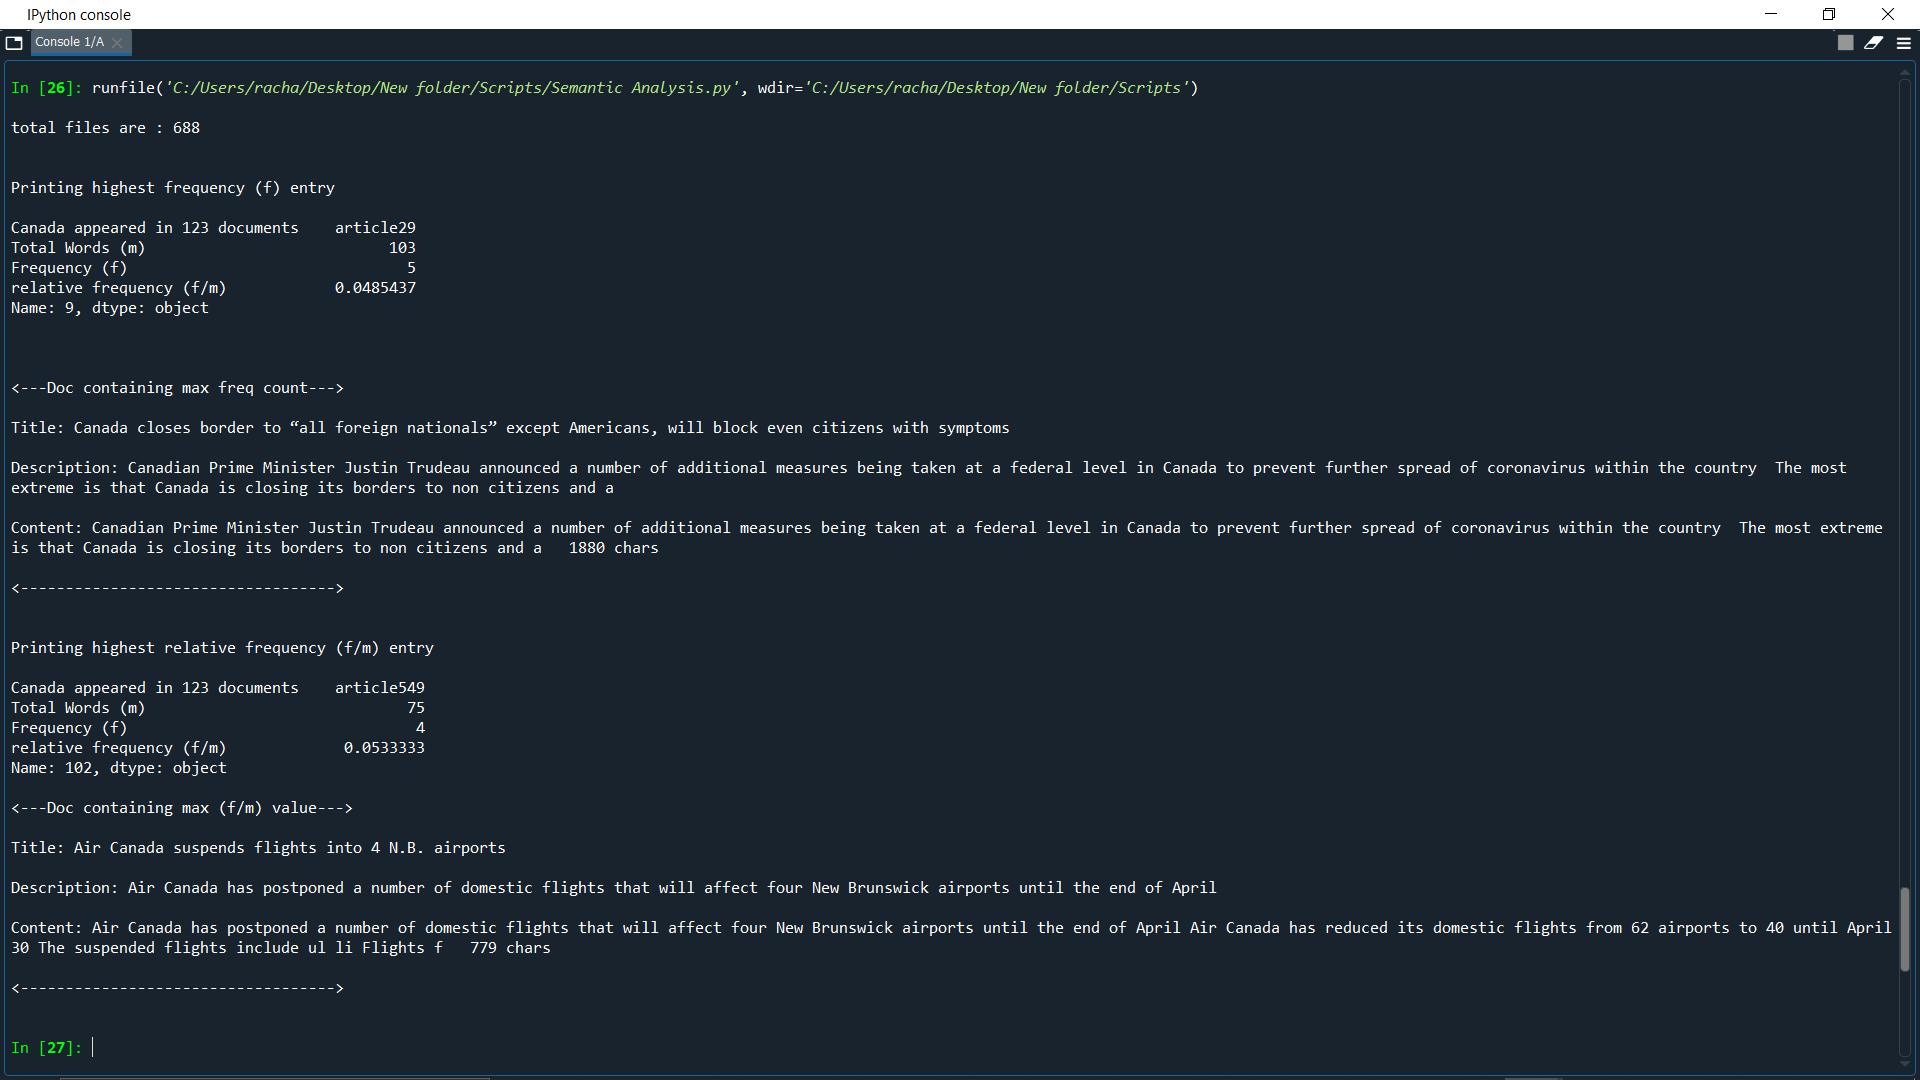 IPython console
Console 1/A
In [26]: runfile('C:/Users/racha/Desktop/New folder/Scripts/Semantic Analysis.py', wdir='C:/Users/racha/Desktop/New folder/Scripts')
total files are : 688
Printing highest frequency (f) entry
Canada appeared in 123 documents    article29
Total Words (m)                           103
Frequency (f)                               5
relative frequency (f/m)            0.0485437
Name: 9, dtype: object
<---Doc containing max freq count--->
Title: Canada closes border to “all foreign nationals” except Americans, will block even citizens with symptoms
Description: Canadian Prime Minister Justin Trudeau announced a number of additional measures being taken at a federal level in Canada to prevent further spread of coronavirus within the country  The most
extreme is that Canada is closing its borders to non citizens and a
Content: Canadian Prime Minister Justin Trudeau announced a number of additional measures being taken at a federal level in Canada to prevent further spread of coronavirus within the country  The most extreme
is that Canada is closing its borders to non citizens and a   1880 chars
<----------------------------------->
Printing highest relative frequency (f/m) entry
Canada appeared in 123 documents    article549
Total Words (m)                             75
Frequency (f)                                4
relative frequency (f/m)             0.0533333
Name: 102, dtype: object
<---Doc containing max (f/m) value--->
Title: Air Canada suspends flights into 4 N.B. airports
Description: Air Canada has postponed a number of domestic flights that will affect four New Brunswick airports until the end of April
Content: Air Canada has postponed a number of domestic flights that will affect four New Brunswick airports until the end of April Air Canada has reduced its domestic flights from 62 airports to 40 until April
30 The suspended flights include ul li Flights f   779 chars
<----------------------------------->
In [27]: